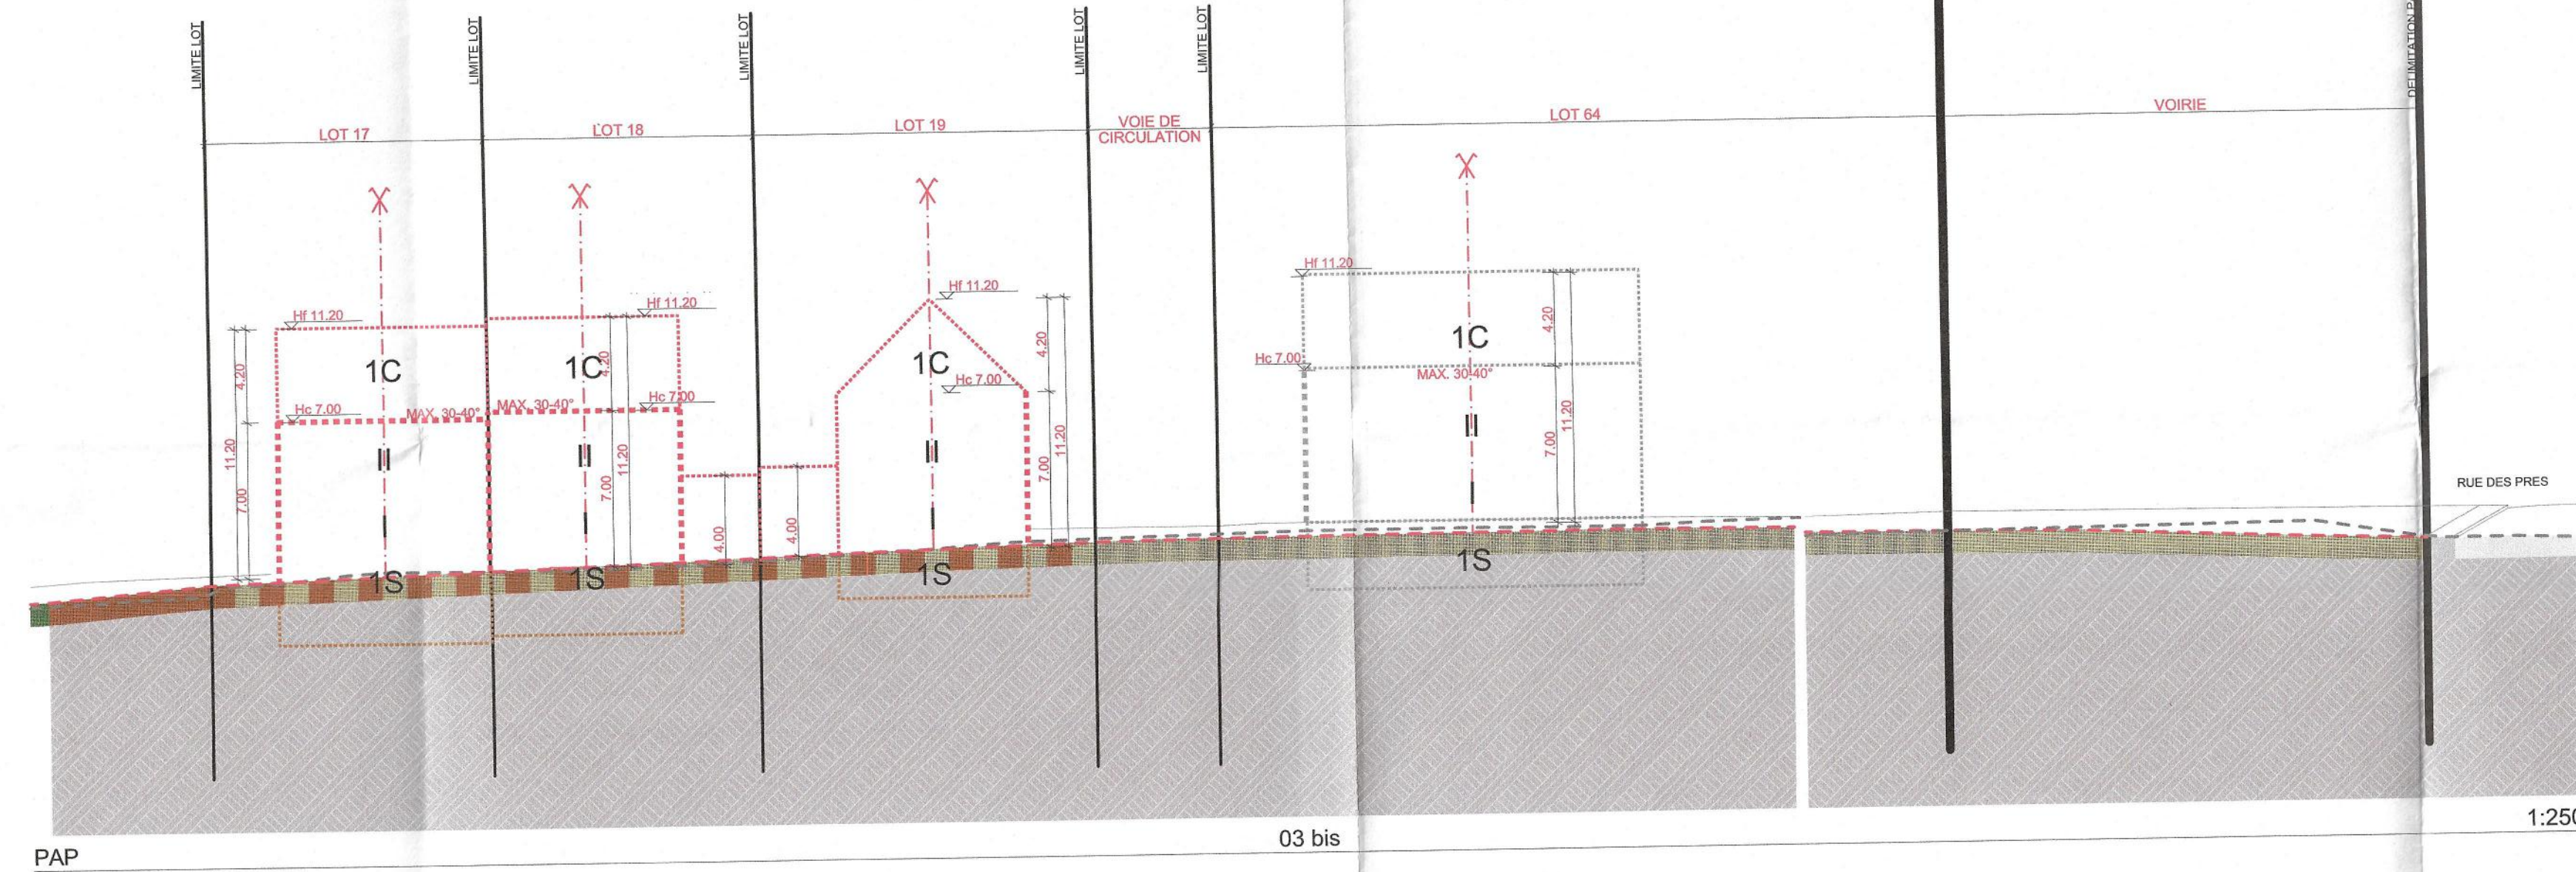 LIMITE LOT
LIMITE LOT
LIMITE LOT
LIMITE LOT
LIMITE LOT
LOT 17
LOT 18
LOT 19
VOIE DE
CIRCULATION
LOT 64
VOIRIE
Hf 11.20
1C
4.20
Hc 7.00
MAX. 30-40°
11.20
7.00
II
I
1S
Hf 11.20
1C
4.20
Hc 7.00
MAX. 30-40°
11.20
7.00
II
I
1S
4.00
4.00
Hf 11.20
1C
4.20
Hc 7.00
11.20
7.00
II
I
1S
Hf 11.20
1C
4.20
Hc 7.00
MAX. 30-40°
11.20
7.00
II
I
1S
RUE DES PRES
PAP
03 bis